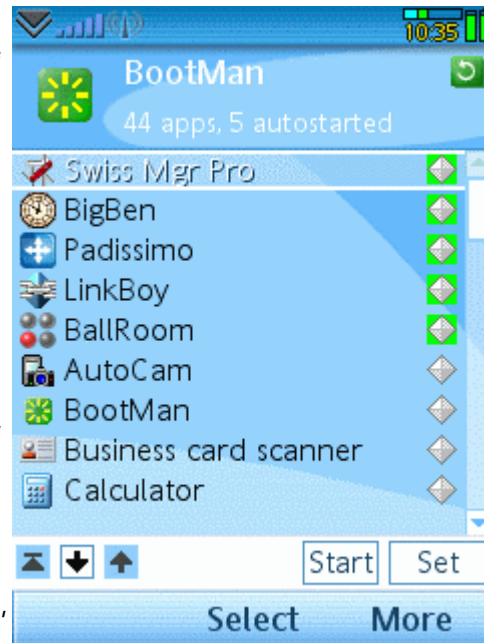 10:35
BootMan
44 apps, 5 autostarted
Swiss Mgr Pro
BigBen
Padissimo
LinkBoy
BallRoom
AutoCam
BootMan
Business card scanner
Calculator
Start Set
Select More